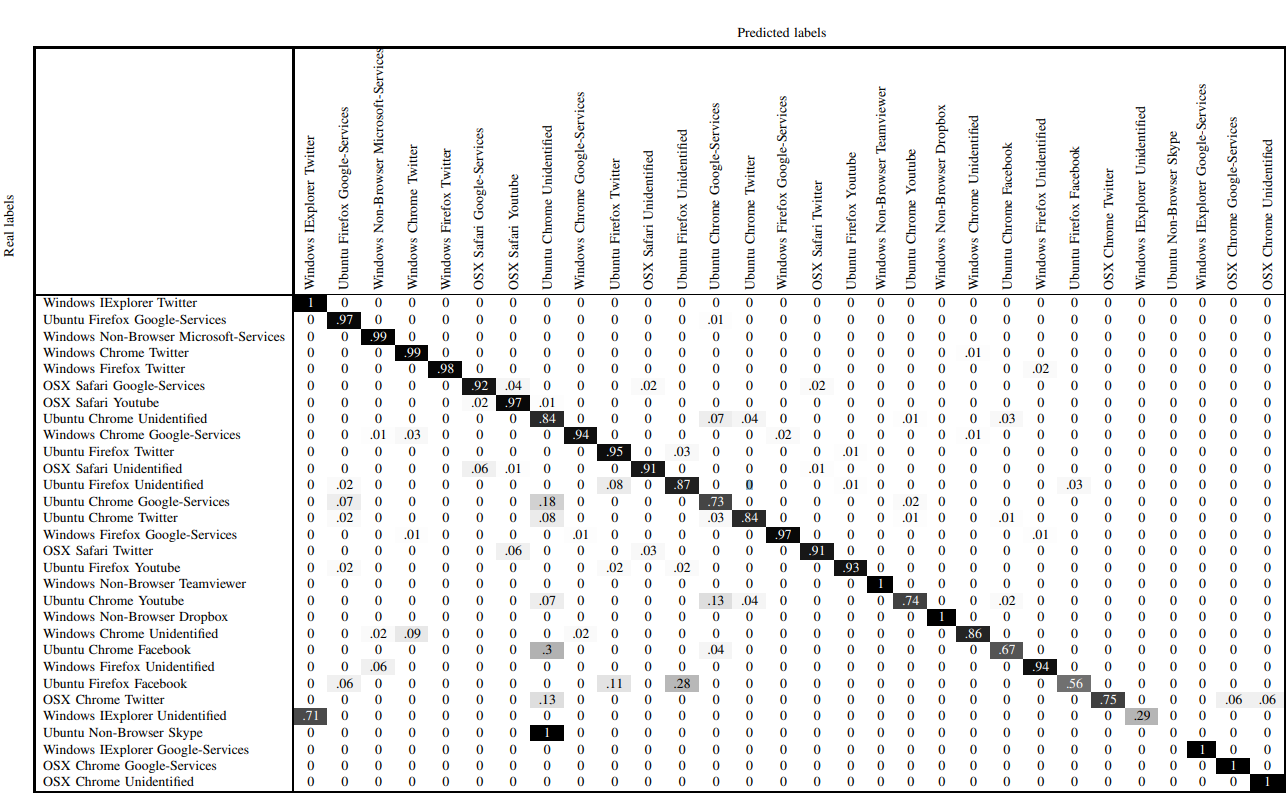 Predicted labels
Real labels
Windows IExplorer Twitter
Ubuntu Firefox Google-Services
Windows Non-Browser Microsoft-Services
Windows Chrome Twitter
Windows Firefox Twitter
OSX Safari Google-Services
OSX Safari Youtube
Ubuntu Chrome Unidentified
Windows Chrome Google-Services
Ubuntu Firefox Twitter
OSX Safari Unidentified
Ubuntu Firefox Unidentified
Ubuntu Chrome Google-Services
Ubuntu Chrome Twitter
Windows Firefox Google-Services
OSX Safari Twitter
Ubuntu Firefox Youtube
Windows Non-Browser Teamviewer
Ubuntu Chrome Youtube
Windows Non-Browser Dropbox
Windows Chrome Unidentified
Ubuntu Chrome Facebook
Windows Firefox Unidentified
Ubuntu Firefox Facebook
OSX Chrome Twitter
Windows IExplorer Unidentified
Ubuntu Non-Browser Skype
Windows IExplorer Google-Services
OSX Chrome Google-Services
OSX Chrome Unidentified
Windows IExplorer Twitter 1 0 0 0 0 0 0 0 0 0 0 0 0 0 0 0 0 0 0 0 0 0 0 0 0 0 0 0 0 0
Ubuntu Firefox Google-Services 0 .97 0 0 0 0 0 0 0 0 0 0 .01 0 0 0 0 0 0 0 0 0 0 0 0 0 0 0 0 0
Windows Non-Browser Microsoft-Services 0 0 .99 0 0 0 0 0 0 0 0 0 0 0 0 0 0 0 0 0 0 0 0 0 0 0 0 0 0 0
Windows Chrome Twitter 0 0 0 .99 0 0 0 0 0 0 0 0 0 0 0 0 0 0 0 0 .01 0 0 0 0 0 0 0 0 0
Windows Firefox Twitter 0 0 0 0 .98 0 0 0 0 0 0 0 0 0 0 0 0 0 0 0 0 0 .02 0 0 0 0 0 0 0
OSX Safari Google-Services 0 0 0 0 0 .92 .04 0 0 0 .02 0 0 0 0 .02 0 0 0 0 0 0 0 0 0 0 0 0 0 0
OSX Safari Youtube 0 0 0 0 0 .02 .97 .01 0 0 0 0 0 0 0 0 0 0 0 0 0 0 0 0 0 0 0 0 0 0
Ubuntu Chrome Unidentified 0 0 0 0 0 0 0 .84 0 0 0 0 .07 .04 0 0 0 0 .01 0 0 .03 0 0 0 0 0 0 0 0
Windows Chrome Google-Services 0 0 .01 .03 0 0 0 0 .94 0 0 0 0 0 .02 0 0 0 0 0 .01 0 0 0 0 0 0 0 0 0
Ubuntu Firefox Twitter 0 0 0 0 0 0 0 0 0 .95 0 .03 0 0 0 0 .01 0 0 0 0 0 0 0 0 0 0 0 0 0
OSX Safari Unidentified 0 0 0 0 0 .06 .01 0 0 0 .91 0 0 0 0 .01 0 0 0 0 0 0 0 0 0 0 0 0 0 0
Ubuntu Firefox Unidentified 0 .02 0 0 0 0 0 0 0 .08 0 .87 0 0 0 0 .01 0 0 0 0 0 0 .03 0 0 0 0 0 0
Ubuntu Chrome Google-Services 0 .07 0 0 0 0 0 .18 0 0 0 0 .73 0 0 0 0 0 .02 0 0 0 0 0 0 0 0 0 0 0
Ubuntu Chrome Twitter 0 .02 0 0 0 0 0 .08 0 0 0 0 .03 .84 0 0 0 0 .01 0 0 .01 0 0 0 0 0 0 0 0
Windows Firefox Google-Services 0 0 0 .01 0 0 0 0 .01 0 0 0 0 0 .97 0 0 0 0 0 0 0 .01 0 0 0 0 0 0 0
OSX Safari Twitter 0 0 0 0 0 0 .06 0 0 0 .03 0 0 0 0 .91 0 0 0 0 0 0 0 0 0 0 0 0 0 0
Ubuntu Firefox Youtube 0 .02 0 0 0 0 0 0 0 .02 0 .02 0 0 0 0 .93 0 0 0 0 0 0 0 0 0 0 0 0 0
Windows Non-Browser Teamviewer 0 0 0 0 0 0 0 0 0 0 0 0 0 0 0 0 0 1 0 0 0 0 0 0 0 0 0 0 0 0
Ubuntu Chrome Youtube 0 0 0 0 0 0 0 .07 0 0 0 0 .13 .04 0 0 0 0 .74 0 0 .02 0 0 0 0 0 0 0 0
Windows Non-Browser Dropbox 0 0 0 0 0 0 0 0 0 0 0 0 0 0 0 0 0 0 0 1 0 0 0 0 0 0 0 0 0 0
Windows Chrome Unidentified 0 0 .02 .09 0 0 0 0 .02 0 0 0 0 0 0 0 0 0 0 0 .86 0 0 0 0 0 0 0 0 0
Ubuntu Chrome Facebook 0 0 0 0 0 0 0 .3 0 0 0 0 .04 0 0 0 0 0 0 0 0 .67 0 0 0 0 0 0 0 0
Windows Firefox Unidentified 0 0 .06 0 0 0 0 0 0 0 0 0 0 0 0 0 0 0 0 0 0 0 .94 0 0 0 0 0 0 0
Ubuntu Firefox Facebook 0 .06 0 0 0 0 0 0 0 .11 0 .28 0 0 0 0 0 0 0 0 0 0 0 .56 0 0 0 0 0 0
OSX Chrome Twitter 0 0 0 0 0 0 0 .13 0 0 0 0 0 0 0 0 0 0 0 0 0 0 0 0 .75 0 0 0 .06 .06
Windows IExplorer Unidentified .71 0 0 0 0 0 0 0 0 0 0 0 0 0 0 0 0 0 0 0 0 0 0 0 0 .29 0 0 0 0
Ubuntu Non-Browser Skype 0 0 0 0 0 0 0 1 0 0 0 0 0 0 0 0 0 0 0 0 0 0 0 0 0 0 0 0 0 0
Windows IExplorer Google-Services 0 0 0 0 0 0 0 0 0 0 0 0 0 0 0 0 0 0 0 0 0 0 0 0 0 0 0 1 0 0
OSX Chrome Google-Services 0 0 0 0 0 0 0 0 0 0 0 0 0 0 0 0 0 0 0 0 0 0 0 0 0 0 0 0 1 0
OSX Chrome Unidentified 0 0 0 0 0 0 0 0 0 0 0 0 0 0 0 0 0 0 0 0 0 0 0 0 0 0 0 0 0 1